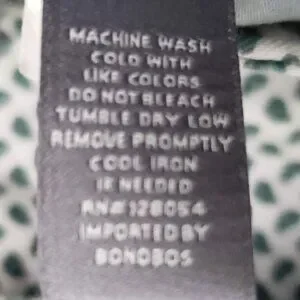 MACHINE WASH
COLD WITH
LIKE COLORS
DO NOT BLEACH
TUMBLE DRY LOW
REMOVE PROMPTLY
COOL IRON
IF NEEDED
RN# 128054
IMPORTED BY
BONOBOS